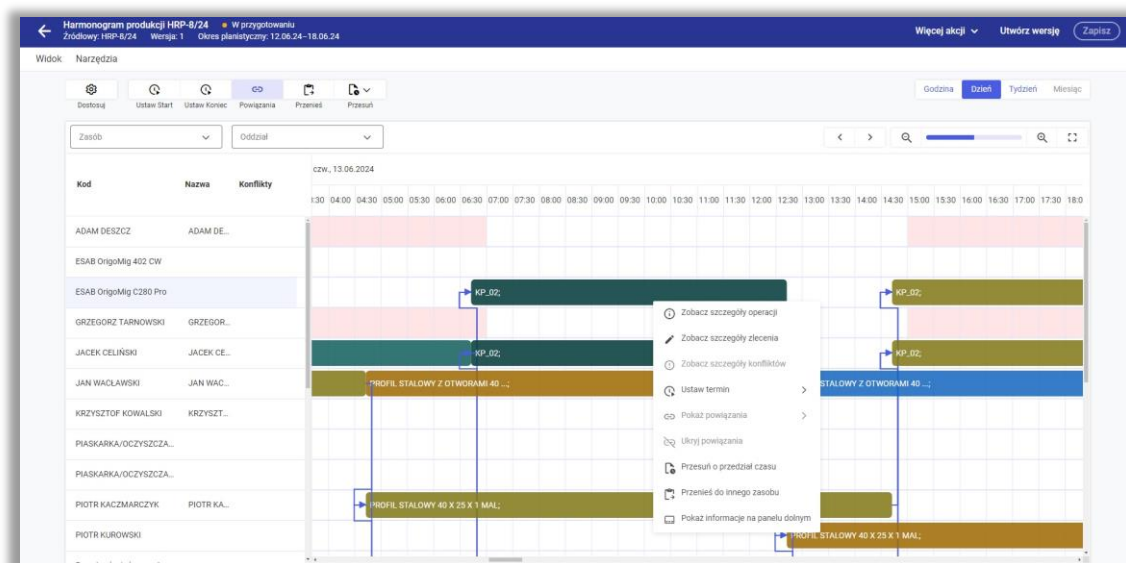 Harmonogram produkcji HRP-8/24 W przygotowaniu
Źródłowy: HRP-8/24 Wersja: 1 Okres planistyczny: 12.06.24–18.06.24
Więcej akcji Utwórz wersję Zapisz
Widok Narzędzia
Dostosuj Ustaw Start Ustaw Koniec Powiązania Przenieś Przesuń
Godzina Dzień Tydzień Miesiąc
Zasób Oddział
czw., 13.06.2024
Kod Nazwa Konflikty
04:00 04:30 05:00 05:30 06:00 06:30 07:00 07:30 08:00 08:30 09:00 09:30 10:00 10:30 11:00 11:30 12:00 12:30 13:00 13:30 14:00 14:30 15:00 15:30 16:00 16:30 17:00 17:30
ADAM DESZCZ ADAM DE...
ESAB OrigoMig 402 CW
ESAB OrigoMig C280 Pro KP_02; KP_02;
GRZEGORZ TARNOWSKI GRZEGOR...
JACEK CELIŃSKI JACEK CE... KP_02; KP_02;
JAN WACŁAWSKI JAN WAC... PROFIL STALOWY Z OTWORAMI 40 ...; STALOWY Z OTWORAMI 40 ...;
KRZYSZTOF KOWALSKI KRZYSZT...
PIASKARKA/OCZYSZCZA...
PIASKARKA/OCZYSZCZA...
PIOTR KACZMARCZYK PIOTR KA... PROFIL STALOWY 40 X 25 X 1 MAL;
PIOTR KUROWSKI PROFIL STALOWY 40 X 25 X 1 MAL;
Zobacz szczegóły operacji
Zobacz szczegóły zlecenia
Zobacz szczegóły konfliktów
Ustaw termin
Pokaż powiązania
Ukryj powiązania
Przesuń o przedział czasu
Przenieś do innego zasobu
Pokaż informacje na panelu dolnym